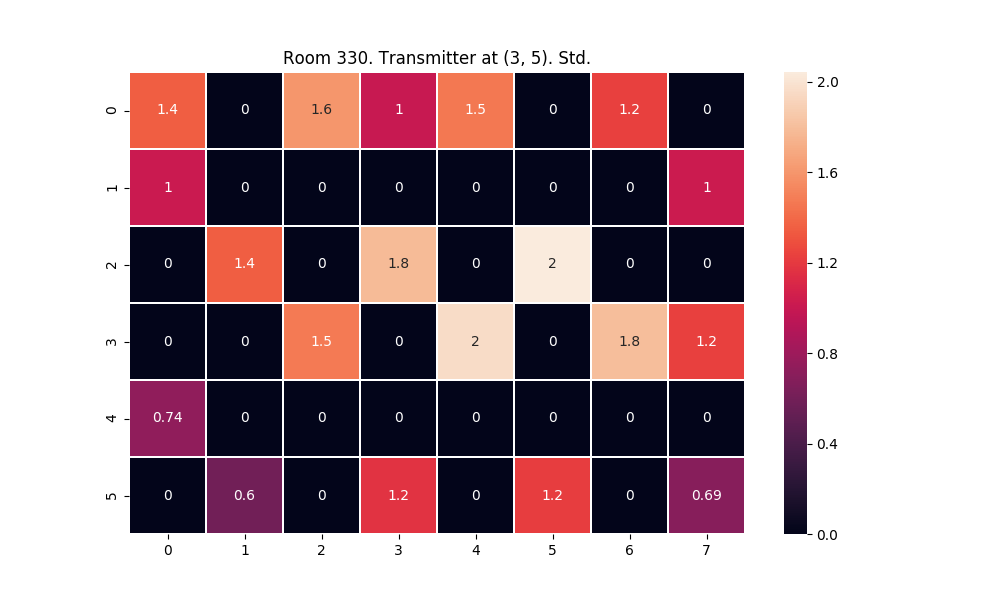 Room 330. Transmitter at (3, 5). Std.
0 1.4 0 1.6 1 1.5 0 1.2 0
1 1 0 0 0 0 0 0 1
2 0 1.4 0 1.8 0 2 0 0
3 0 0 1.5 0 2 0 1.8 1.2
4 0.74 0 0 0 0 0 0 0
5 0 0.6 0 1.2 0 1.2 0 0.69
0 1 2 3 4 5 6 7
2.0
1.6
1.2
0.8
0.4
0.0